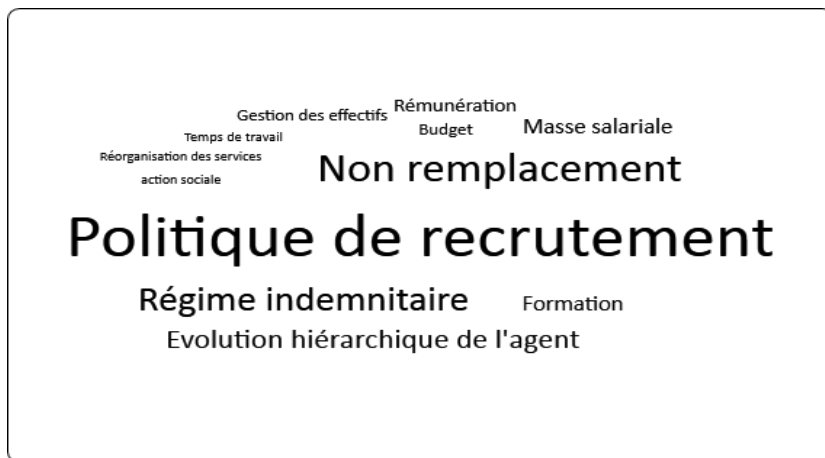 Rémunération
Gestion des effectifs
Masse salariale
Budget
Temps de travail
Réorganisation des services
Non remplacement
action sociale
Politique de recrutement
Régime indemnitaire
Formation
Evolution hiérarchique de l'agent